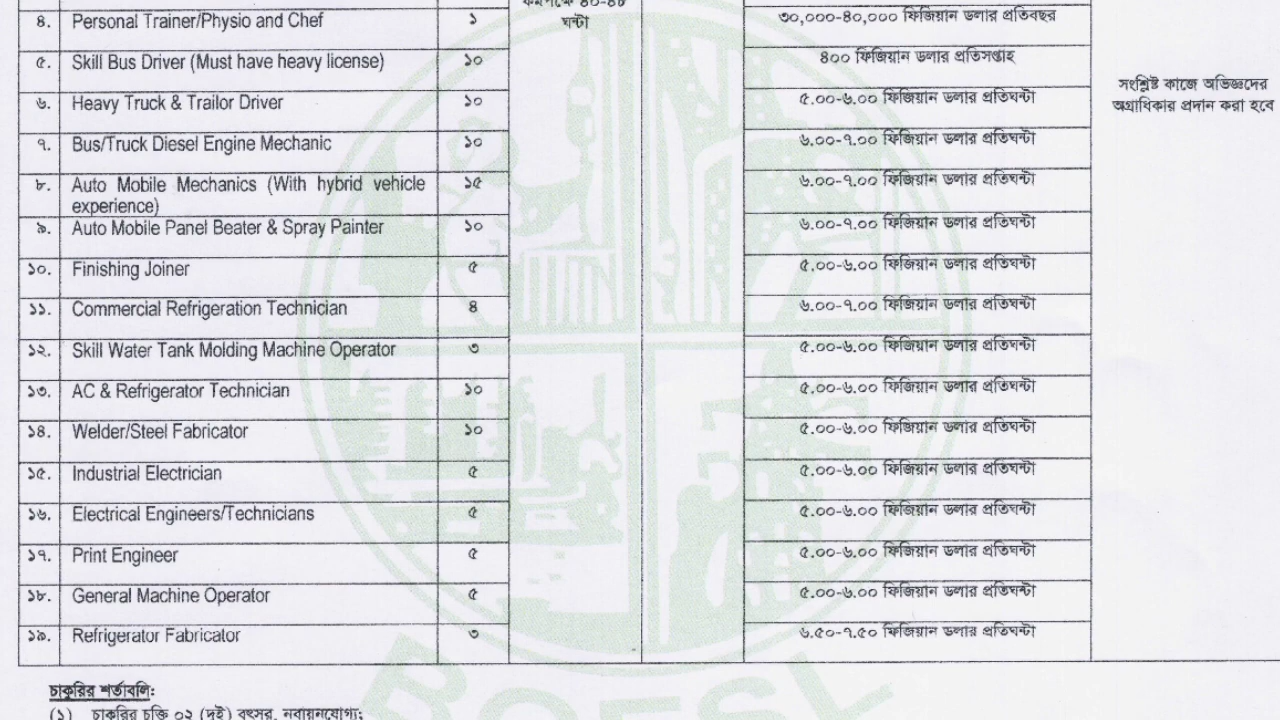 কমপক্ষে ৪০-৪৮
ঘন্টা
৪. Personal Trainer/Physio and Chef ১ ৩০,০০০-৪০,০০০ ফিজিয়ান ডলার প্রতিবছর
৫. Skill Bus Driver (Must have heavy license) ১০ ৪০০ ফিজিয়ান ডলার প্রতিসপ্তাহ
সংশ্লিষ্ট কাজে অভিজ্ঞদের
অগ্রাধিকার প্রদান করা হবে
৬. Heavy Truck & Trailor Driver ১০ ৫.০০-৬.০০ ফিজিয়ান ডলার প্রতিঘন্টা
৭. Bus/Truck Diesel Engine Mechanic ১০ ৬.০০-৭.০০ ফিজিয়ান ডলার প্রতিঘন্টা
৮. Auto Mobile Mechanics (With hybrid vehicle ১৫ ৬.০০-৭.০০ ফিজিয়ান ডলার প্রতিঘন্টা
experience)
৯. Auto Mobile Panel Beater & Spray Painter ১০ ৬.০০-৭.০০ ফিজিয়ান ডলার প্রতিঘন্টা
১০. Finishing Joiner ৫ ৫.০০-৬.০০ ফিজিয়ান ডলার প্রতিঘন্টা
১১. Commercial Refrigeration Technician ৪ ৬.০০-৭.০০ ফিজিয়ান ডলার প্রতিঘন্টা
১২. Skill Water Tank Molding Machine Operator ৩ ৫.০০-৬.০০ ফিজিয়ান ডলার প্রতিঘন্টা
১৩. AC & Refrigerator Technician ১০ ৫.০০-৬.০০ ফিজিয়ান ডলার প্রতিঘন্টা
১৪. Welder/Steel Fabricator ১০ ৫.০০-৬.০০ ফিজিয়ান ডলার প্রতিঘন্টা
১৫. Industrial Electrician ৫ ৫.০০-৬.০০ ফিজিয়ান ডলার প্রতিঘন্টা
১৬. Electrical Engineers/Technicians ৫ ৫.০০-৬.০০ ফিজিয়ান ডলার প্রতিঘন্টা
১৭. Print Engineer ৫ ৫.০০-৬.০০ ফিজিয়ান ডলার প্রতিঘন্টা
১৮. General Machine Operator ৫ ৫.০০-৬.০০ ফিজিয়ান ডলার প্রতিঘন্টা
১৯. Refrigerator Fabricator ৩ ৬.৫০-৭.৫০ ফিজিয়ান ডলার প্রতিঘন্টা
BOESL
চাকুরির শর্তাবলি:
(১) চাকুরির চুক্তি ০২ (দুই) বৎসর, নবায়নযোগ্য;